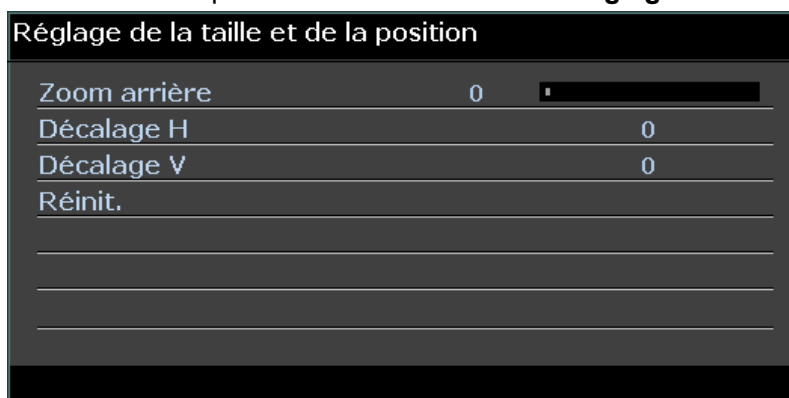 Réglage de la taille et de la position
Zoom arrière 0
Décalage H 0
Décalage V 0
Réinit.